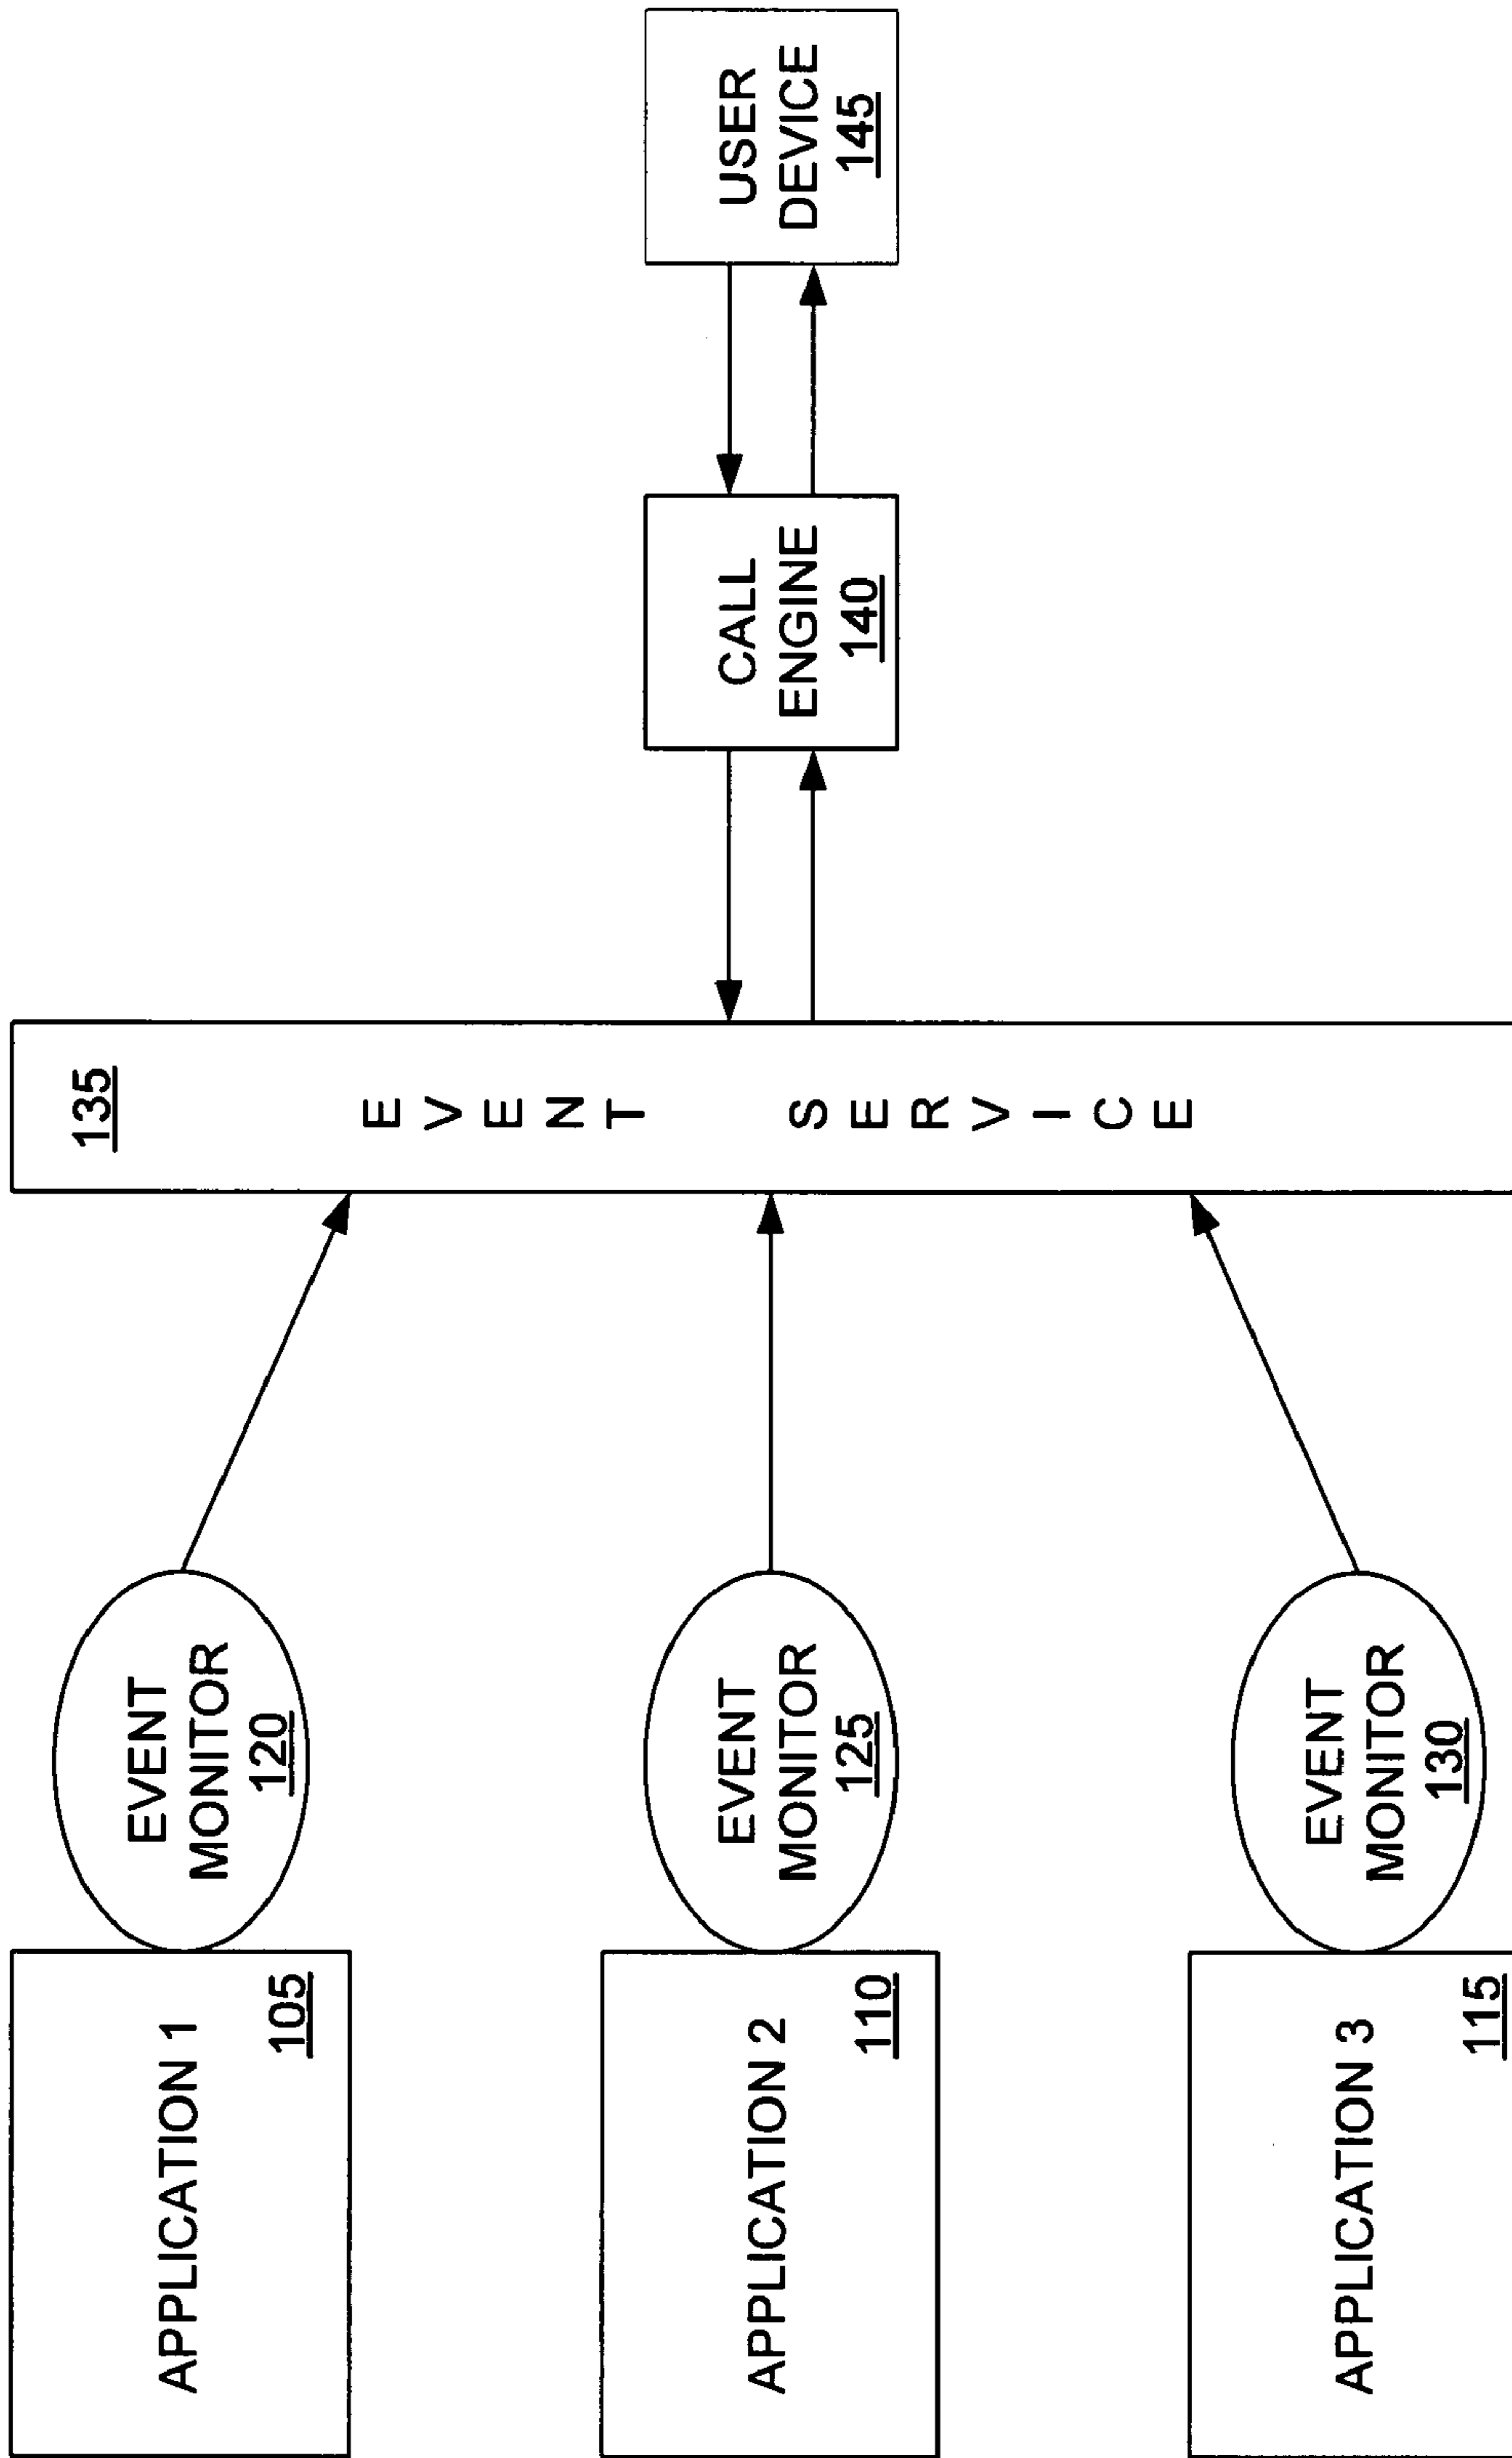 APPLICATION 1
105
EVENT
MONITOR
120
135
EVENT SERVICE
APPLICATION 2
110
EVENT
MONITOR
125
CALL
ENGINE
140
USER
DEVICE
145
APPLICATION 3
115
EVENT
MONITOR
130